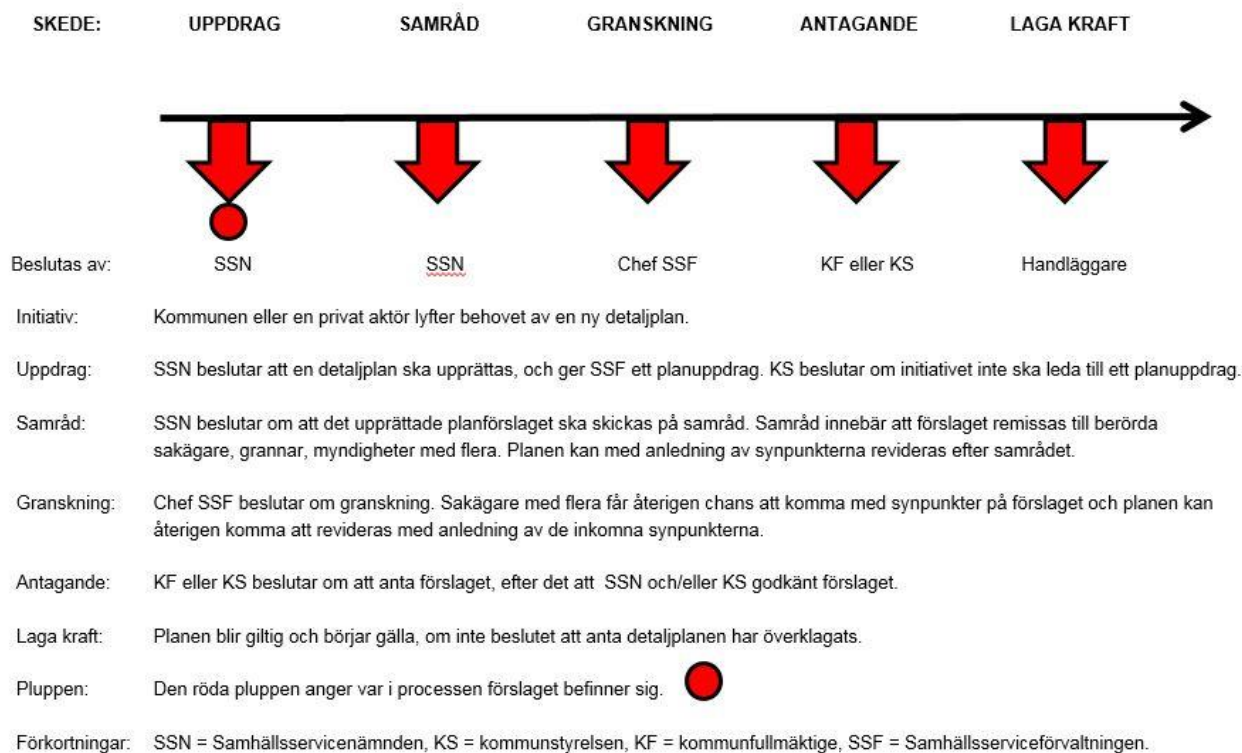 SKEDE: UPPDRAG SAMRÅD GRANSKNING ANTAGANDE LAGA KRAFT
Beslutas av: SSN SSN Chef SSF KF eller KS Handläggare
Initiativ: Kommunen eller en privat aktör lyfter behovet av en ny detaljplan.
Uppdrag: SSN beslutar att en detaljplan ska upprättas, och ger SSF ett planuppdrag. KS beslutar om initiativet inte ska leda till ett planuppdrag.
Samråd: SSN beslutar om att det upprättade planförslaget ska skickas på samråd. Samråd innebär att förslaget remissas till berörda
sakägare, grannar, myndigheter med flera. Planen kan med anledning av synpunkterna revideras efter samrådet.
Granskning: Chef SSF beslutar om granskning. Sakägare med flera får återigen chans att komma med synpunkter på förslaget och planen kan
återigen komma att revideras med anledning av de inkomna synpunkterna.
Antagande: KF eller KS beslutar om att anta förslaget, efter det att SSN och/eller KS godkänt förslaget.
Laga kraft: Planen blir giltig och börjar gälla, om inte beslutet att anta detaljplanen har överklagats.
Pluppen: Den röda pluppen anger var i processen förslaget befinner sig.
Förkortningar: SSN = Samhällsservicenämnden, KS = kommunstyrelsen, KF = kommunfullmäktige, SSF = Samhällsserviceförvaltningen.